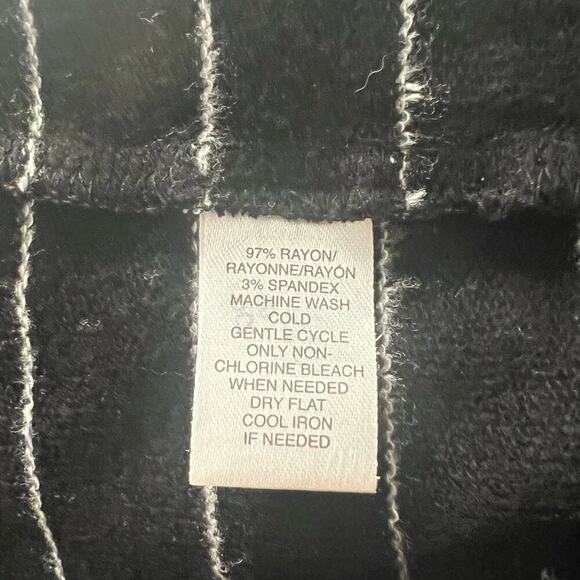 97% RAYON/
RAYONNE/RAYÓN
3% SPANDEX
MACHINE WASH
COLD
GENTLE CYCLE
ONLY NON-
CHLORINE BLEACH
WHEN NEEDED
DRY FLAT
COOL IRON
IF NEEDED